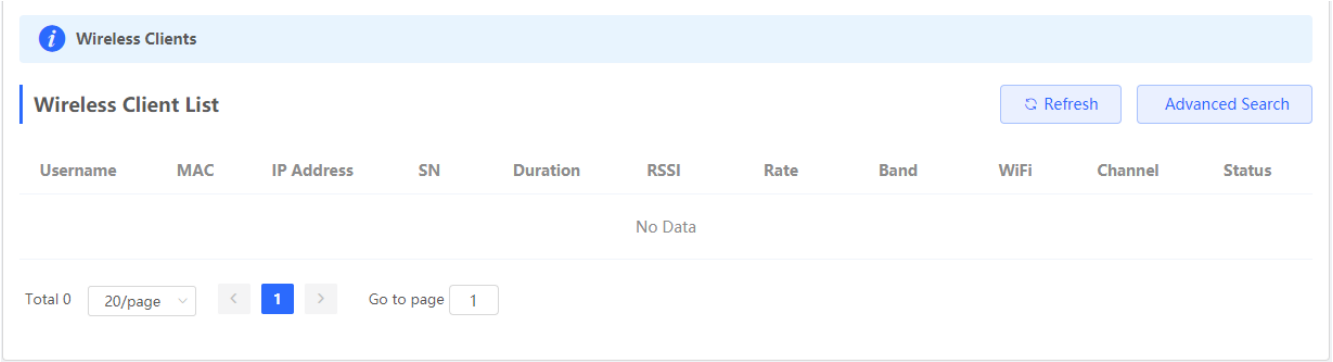 Wireless Clients
Wireless Client List
Refresh
Advanced Search
Username MAC IP Address SN Duration RSSI Rate Band WiFi Channel Status
No Data
Total 0 20/page < 1 > Go to page 1